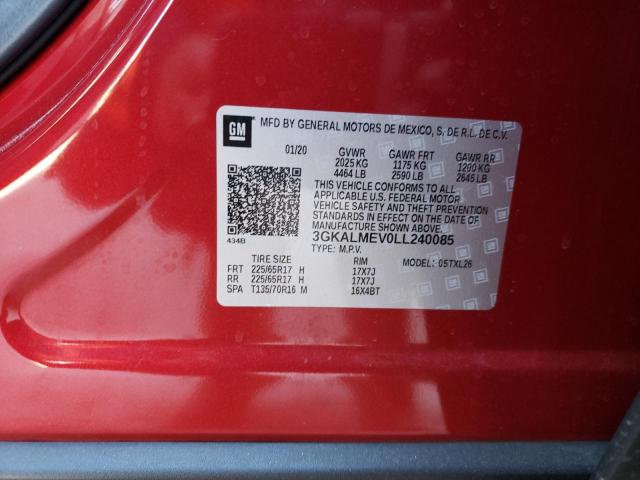 GM
MFD BY GENERAL MOTORS DE MEXICO, S. DE R.L. DE C.V.
01/20 GVWR GAWR FRT GAWR RR
2025 KG 1175 KG 1200 KG
4464 LB 2590 LB 2645 LB
THIS VEHICLE CONFORMS TO ALL
APPLICABLE U.S. FEDERAL MOTOR
VEHICLE SAFETY AND THEFT PREVENTION
STANDARDS IN EFFECT ON THE DATE OF
MANUFACTURE SHOWN ABOVE.
434B 3GKALMEV0LL240085
TYPE: M.P.V. MODEL: 05TXL26
TIRE SIZE RIM
FRT 225/65R17 H 17X7J
RR 225/65R17 H 17X7J
SPA T135/70R16 M 16X4BT